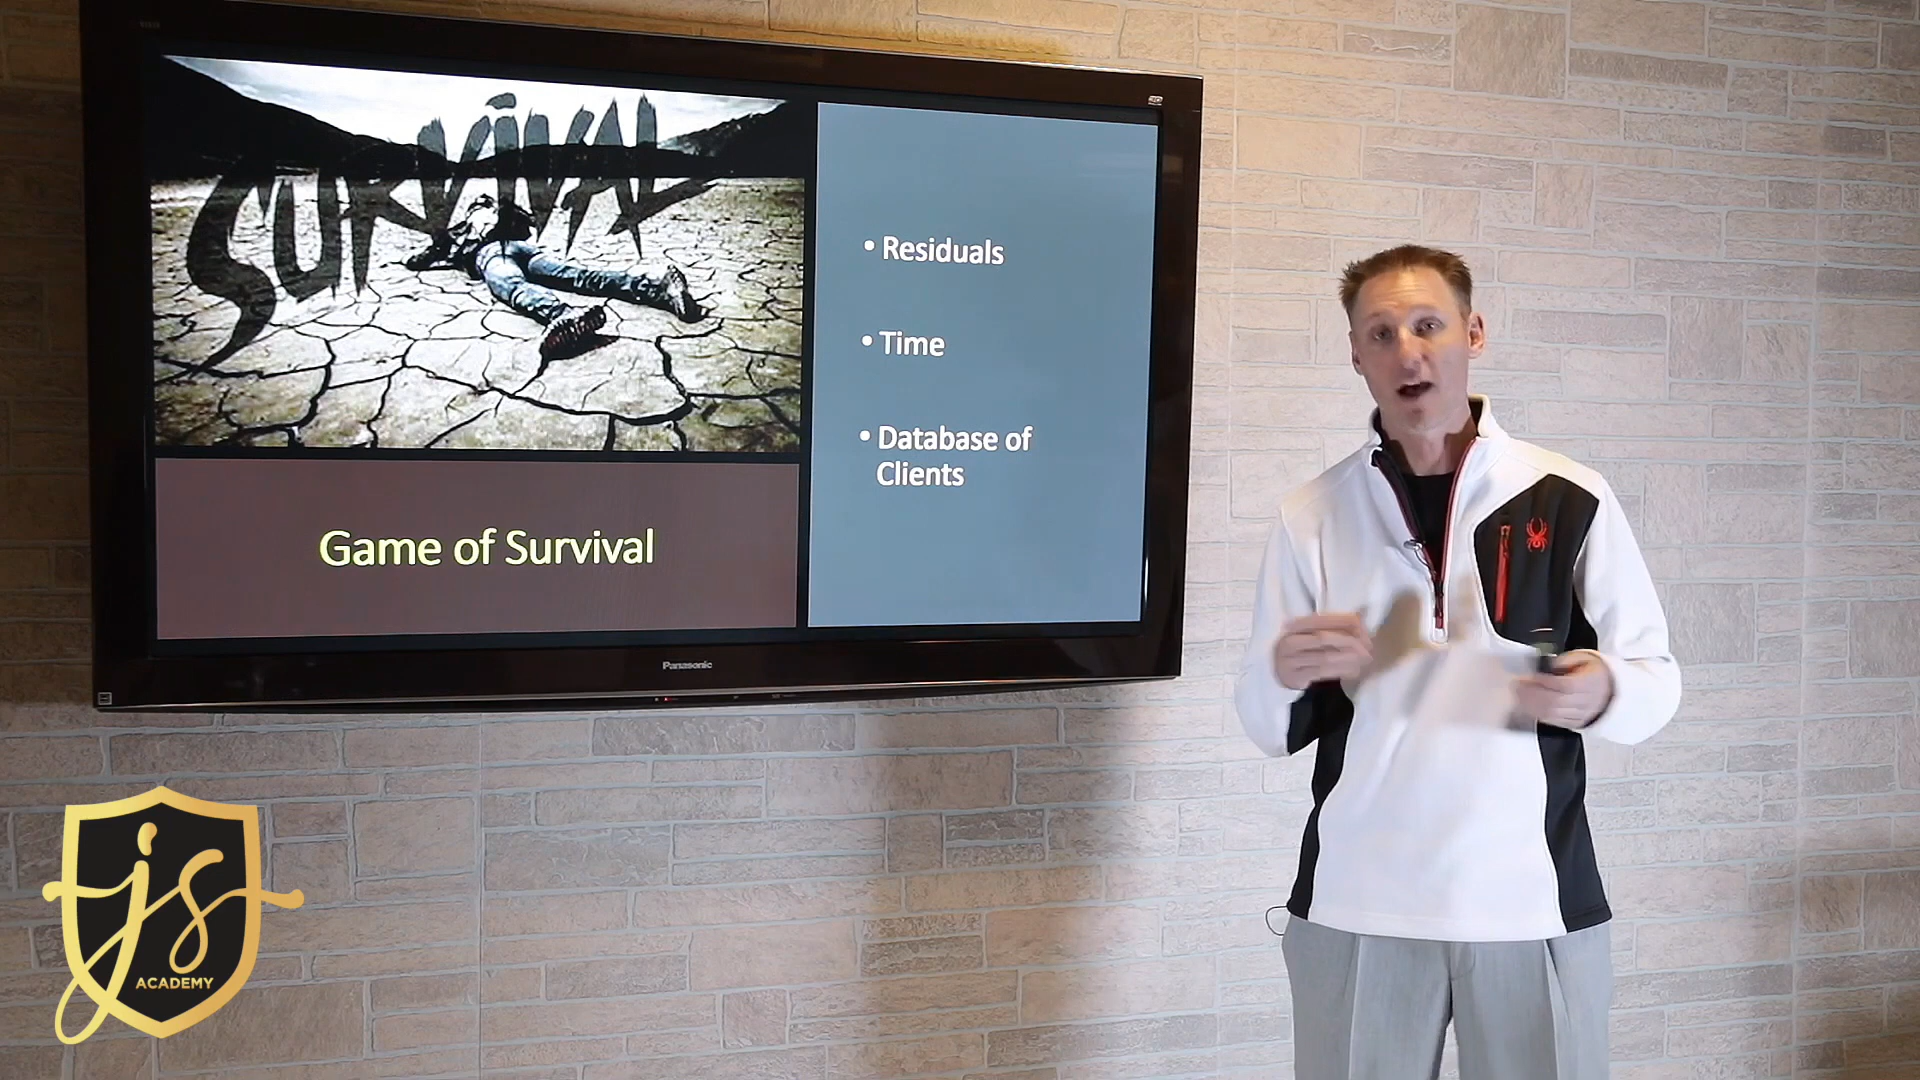 SURVIVAL
• Residuals
• Time
• Database of
Clients
Game of Survival
Panasonic
js
ACADEMY